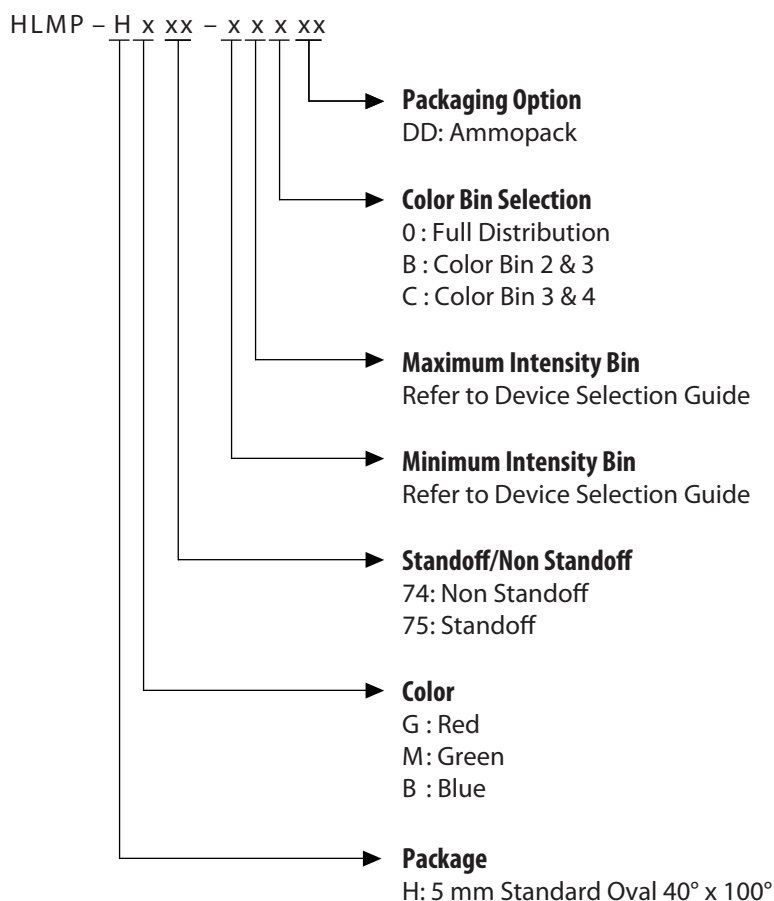 HLMP – H x xx – x x x xx
Packaging Option
DD: Ammopack
Color Bin Selection
0 : Full Distribution
B : Color Bin 2 & 3
C : Color Bin 3 & 4
Maximum Intensity Bin
Refer to Device Selection Guide
Minimum Intensity Bin
Refer to Device Selection Guide
Standoff/Non Standoff
74: Non Standoff
75: Standoff
Color
G : Red
M: Green
B : Blue
Package
H: 5 mm Standard Oval 40° x 100°